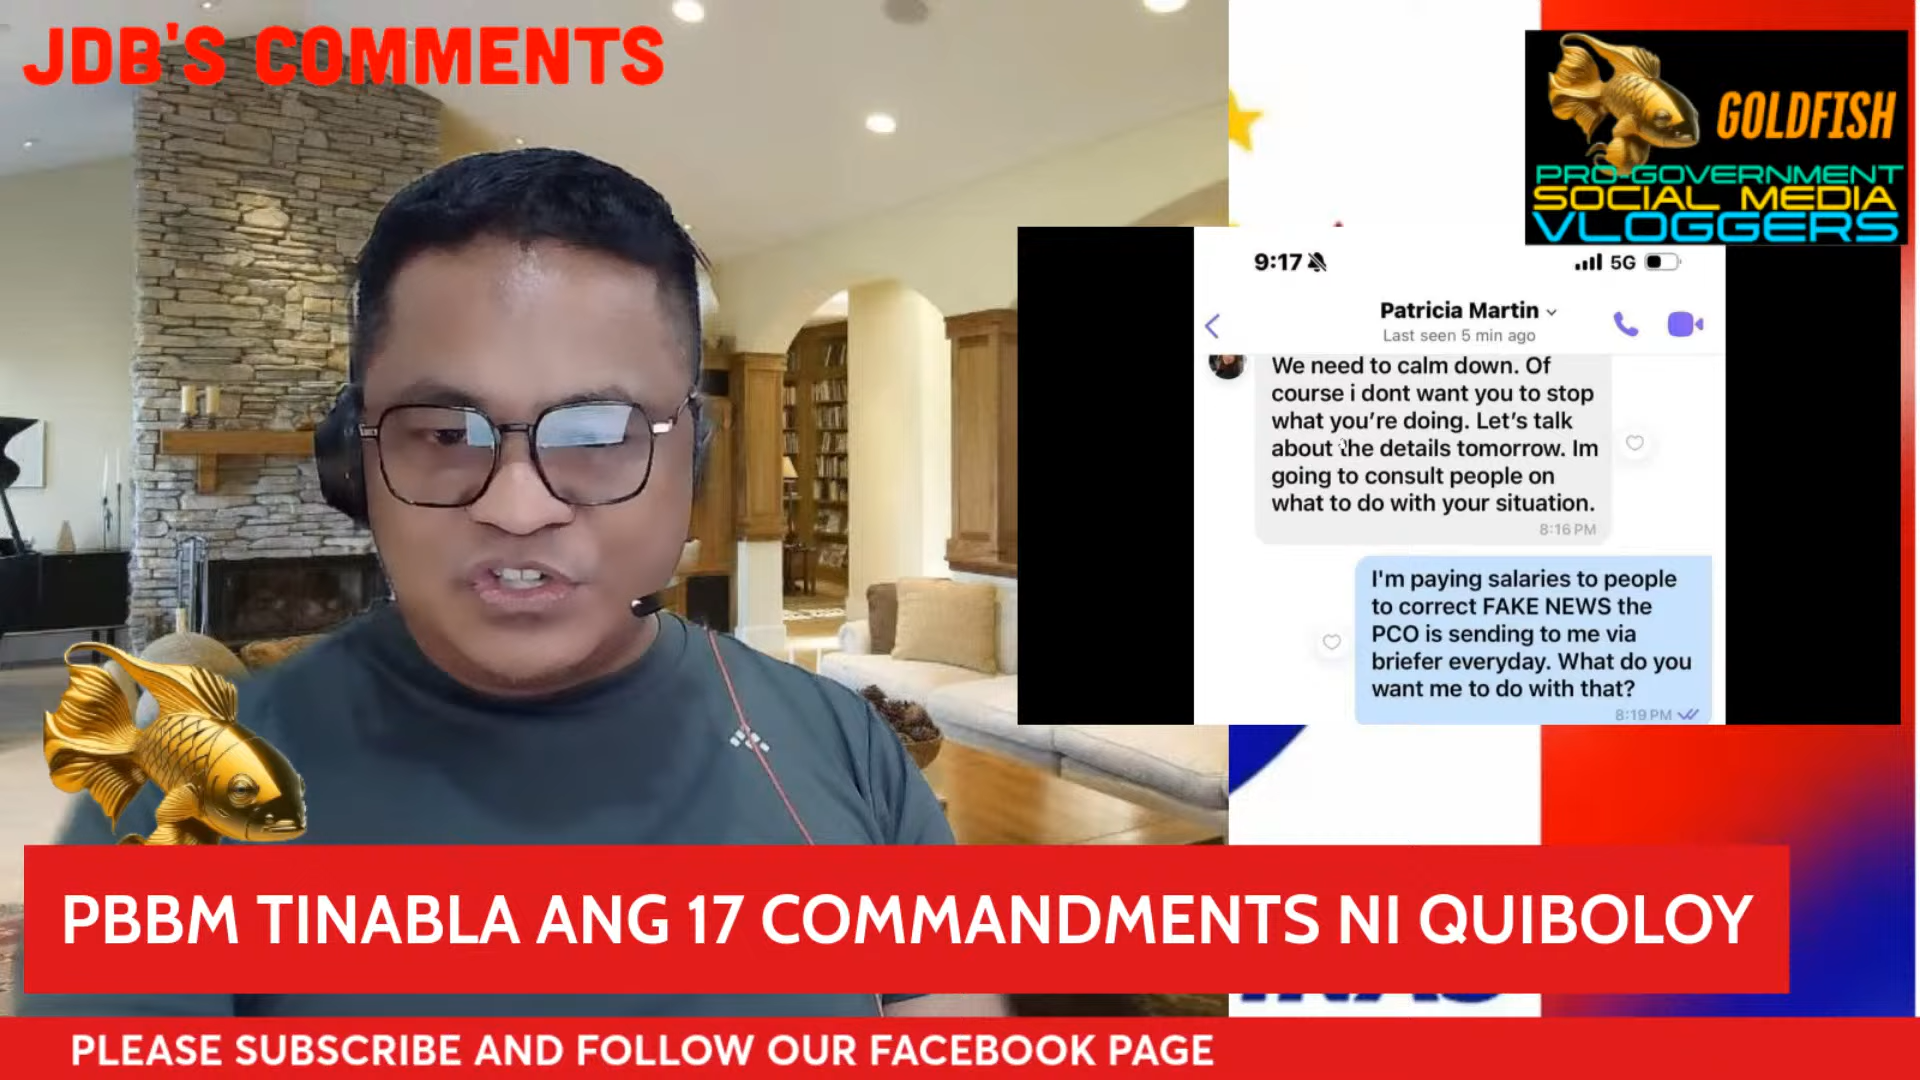 JDB'S COMMENTS
GOLDFISH
PRO-GOVERNMENT
SOCIAL MEDIA
VLOGGERS
9:17
5G
Patricia Martin
Last seen 5 min ago
We need to calm down. Of
course i dont want you to stop
what you're doing. Let's talk
about the details tomorrow. Im
going to consult people on
what to do with your situation.
8:16 PM
I'm paying salaries to people
to correct FAKE NEWS the
PCO is sending to me via
briefer everyday. What do you
want me to do with that?
8:19 PM
PBBM TINABLA ANG 17 COMMANDMENTS NI QUIBOLOY
PLEASE SUBSCRIBE AND FOLLOW OUR FACEBOOK PAGE